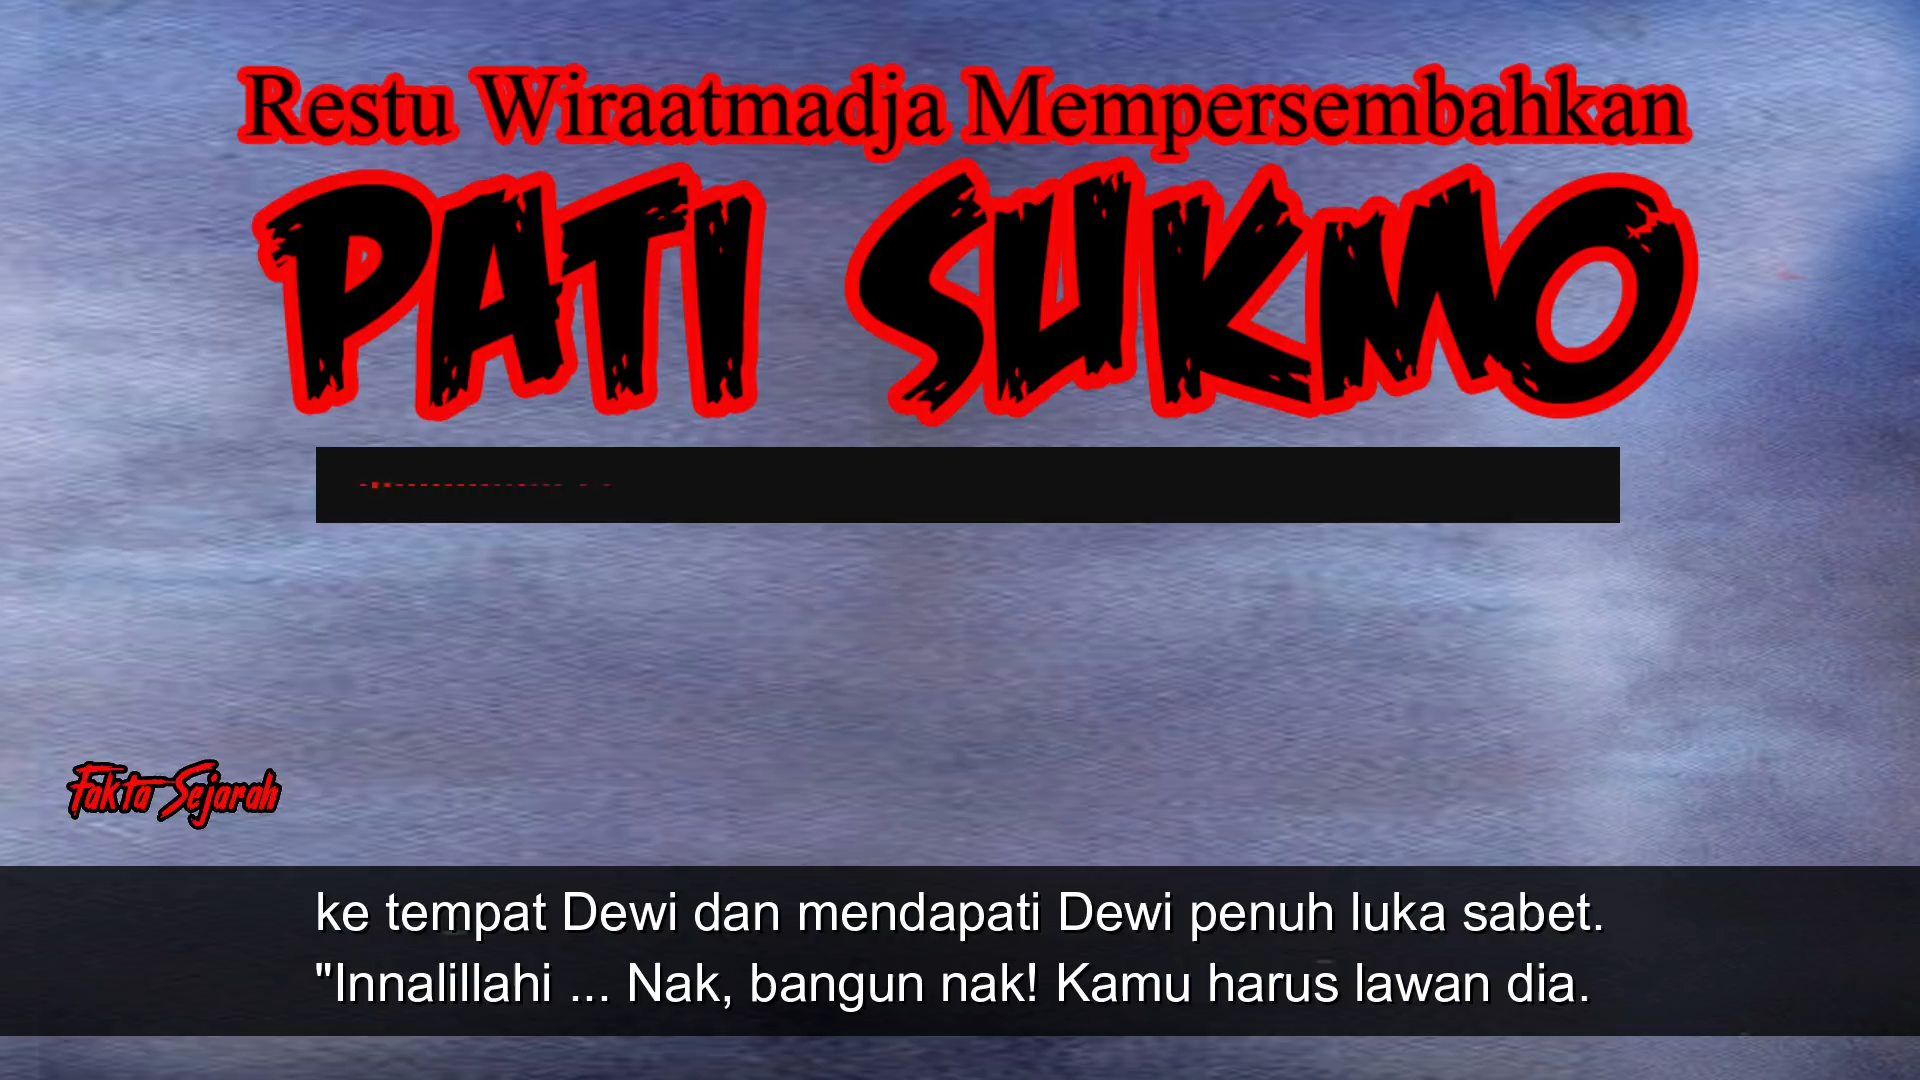 Restu Wiraatmadja Mempersembahkan
PATI SUKMO
Fakta Sejarah
ke tempat Dewi dan mendapati Dewi penuh luka sabet.
"Innalillahi ... Nak, bangun nak! Kamu harus lawan dia.